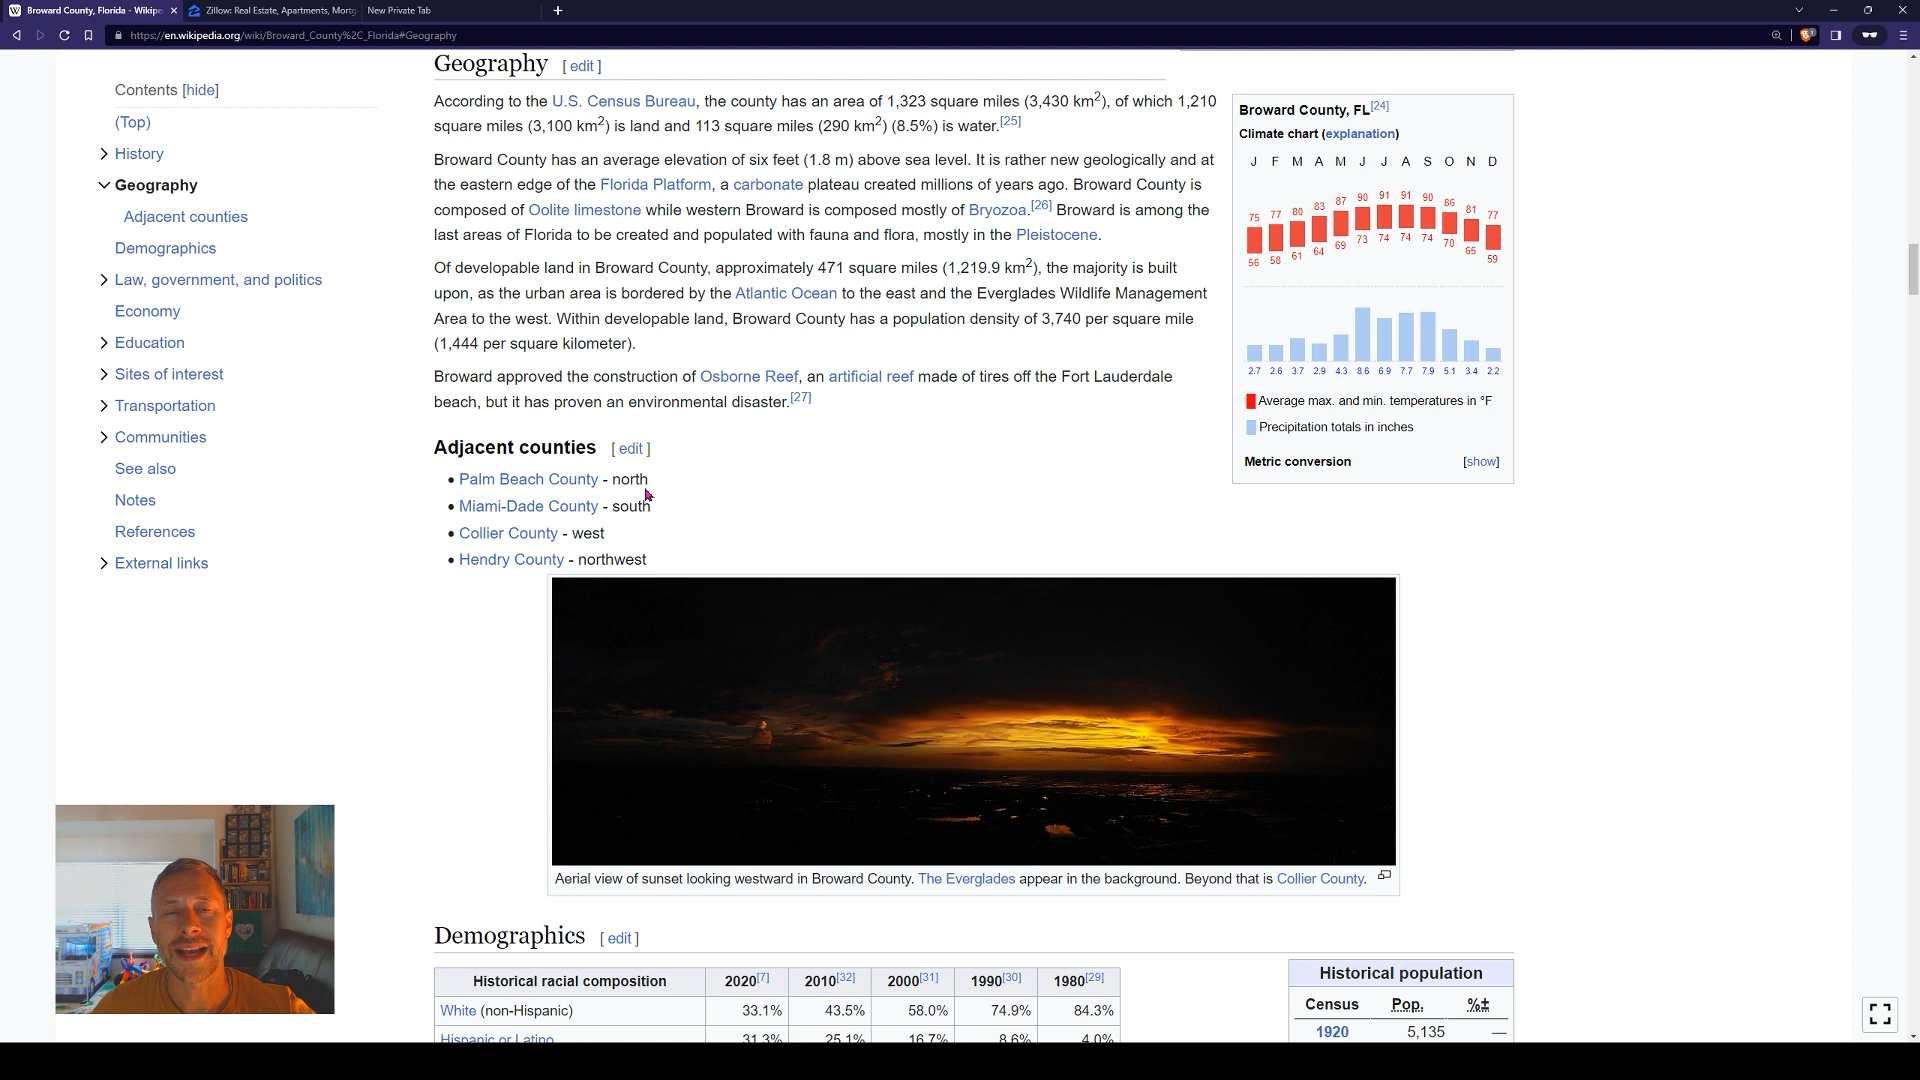 Broward County, Florida - Wikipe
Zillow: Real Estate, Apartments, Mortg
New Private Tab
https://en.wikipedia.org/wiki/Broward_County%2C_Florida#Geography
Contents [hide]
(Top)
History
Geography
Adjacent counties
Demographics
Law, government, and politics
Economy
Education
Sites of interest
Transportation
Communities
See also
Notes
References
External links
Geography [ edit ]
According to the U.S. Census Bureau, the county has an area of 1,323 square miles (3,430 km2), of which 1,210
square miles (3,100 km2) is land and 113 square miles (290 km2) (8.5%) is water.[25]
Broward County has an average elevation of six feet (1.8 m) above sea level. It is rather new geologically and at
the eastern edge of the Florida Platform, a carbonate plateau created millions of years ago. Broward County is
composed of Oolite limestone while western Broward is composed mostly of Bryozoa.[26] Broward is among the
last areas of Florida to be created and populated with fauna and flora, mostly in the Pleistocene.
Of developable land in Broward County, approximately 471 square miles (1,219.9 km2), the majority is built
upon, as the urban area is bordered by the Atlantic Ocean to the east and the Everglades Wildlife Management
Area to the west. Within developable land, Broward County has a population density of 3,740 per square mile
(1,444 per square kilometer).
Broward approved the construction of Osborne Reef, an artificial reef made of tires off the Fort Lauderdale
beach, but it has proven an environmental disaster.[27]
Broward County, FL[24]
Climate chart (explanation)
J F M A M J J A S O N D
75 77 80 83 87 90 91 91 90 86 81 77
56 58 61 64 69 73 74 74 74 70 65 59
2.7 2.6 3.7 2.9 4.3 8.6 6.9 7.7 7.9 5.1 3.4 2.2
Average max. and min. temperatures in °F
Precipitation totals in inches
Metric conversion [show]
Adjacent counties [ edit ]
• Palm Beach County - north
• Miami-Dade County - south
• Collier County - west
• Hendry County - northwest
Aerial view of sunset looking westward in Broward County. The Everglades appear in the background. Beyond that is Collier County.
Demographics [ edit ]
Historical racial composition 2020[7] 2010[32] 2000[31] 1990[30] 1980[29]
White (non-Hispanic) 33.1% 43.5% 58.0% 74.9% 84.3%
Hispanic or Latino 31.3% 25.1% 16.7% 8.6% 4.0%
Historical population
Census Pop. %±
1920 5,135 —